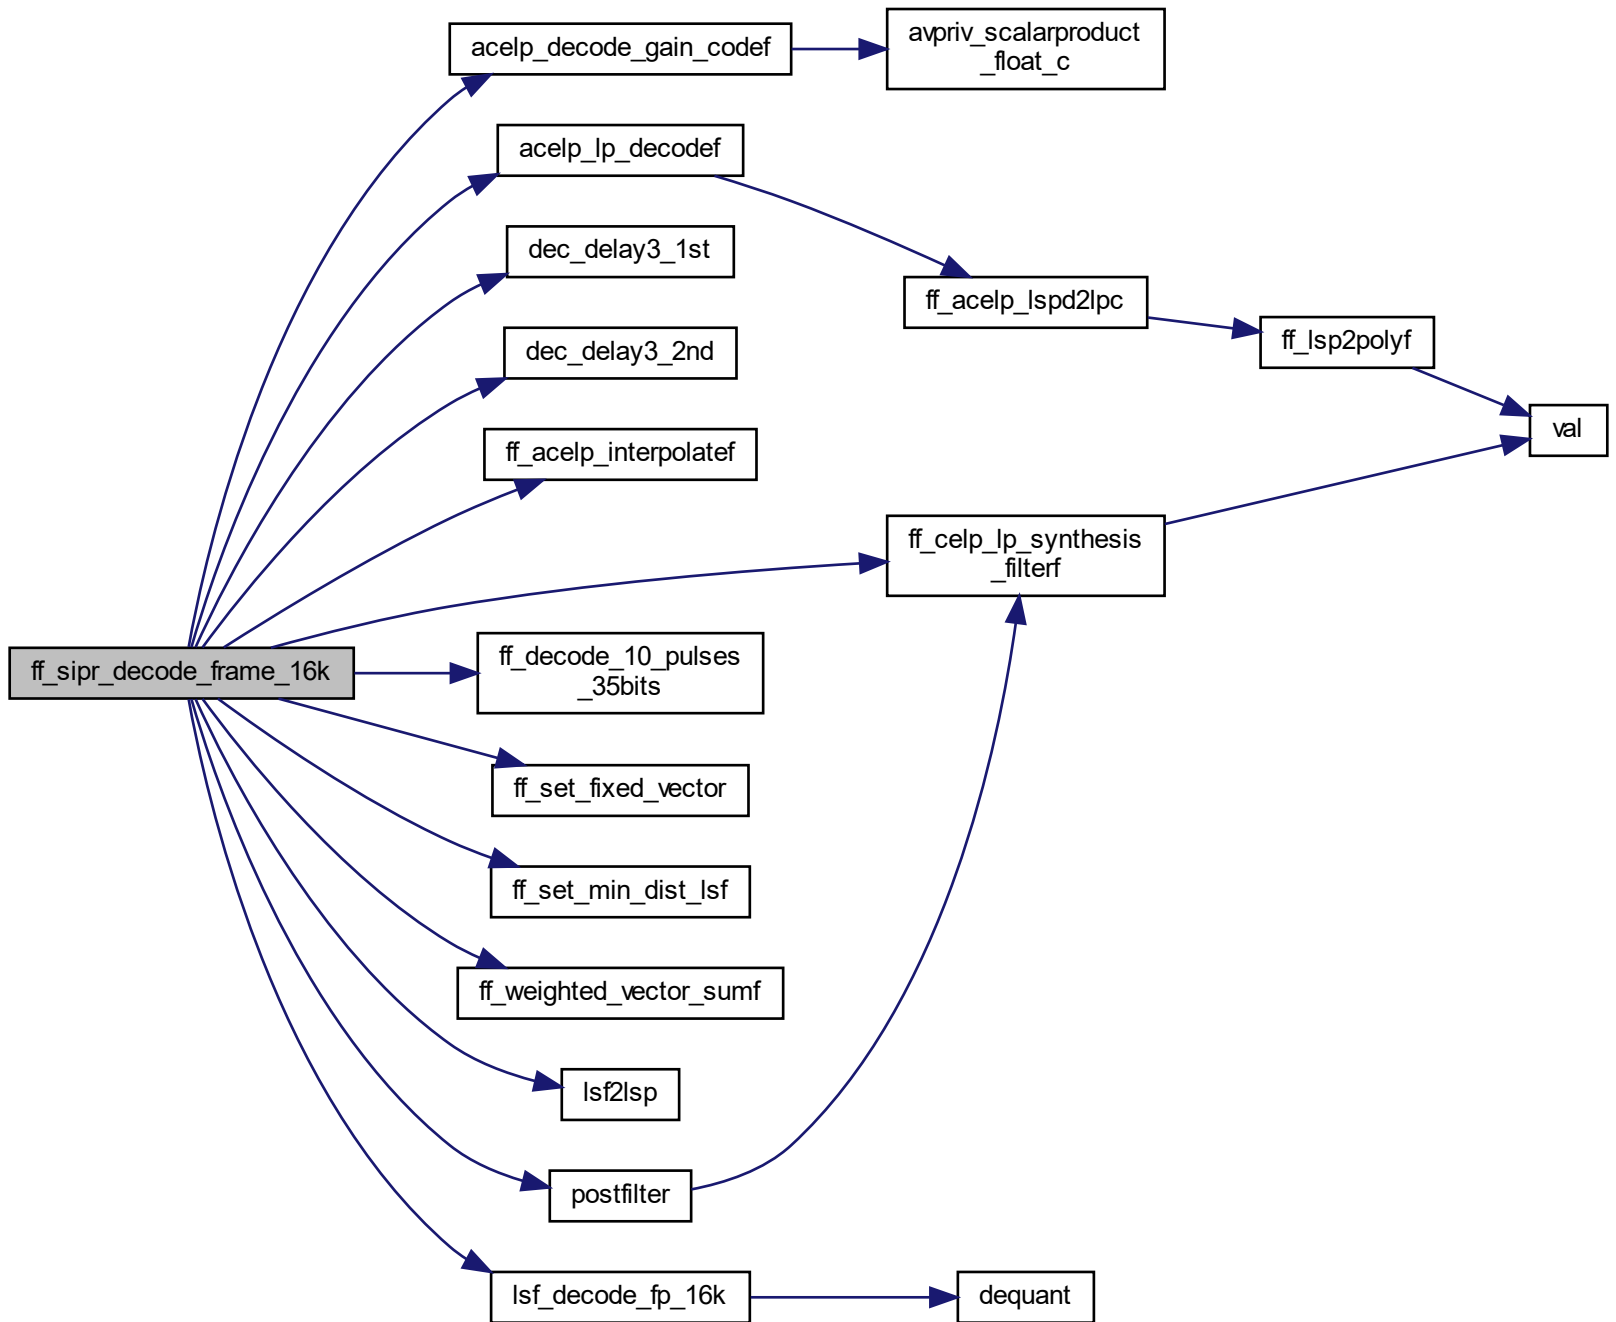 acelp_decode_gain_codef
avpriv_scalarproduct
_float_c
acelp_lp_decodef
dec_delay3_1st
ff_acelp_lspd2lpc
dec_delay3_2nd
ff_lsp2polyf
val
ff_acelp_interpolatef
ff_celp_lp_synthesis
_filterf
ff_sipr_decode_frame_16k
ff_decode_10_pulses
_35bits
ff_set_fixed_vector
ff_set_min_dist_lsf
ff_weighted_vector_sumf
lsf2lsp
postfilter
lsf_decode_fp_16k
dequant